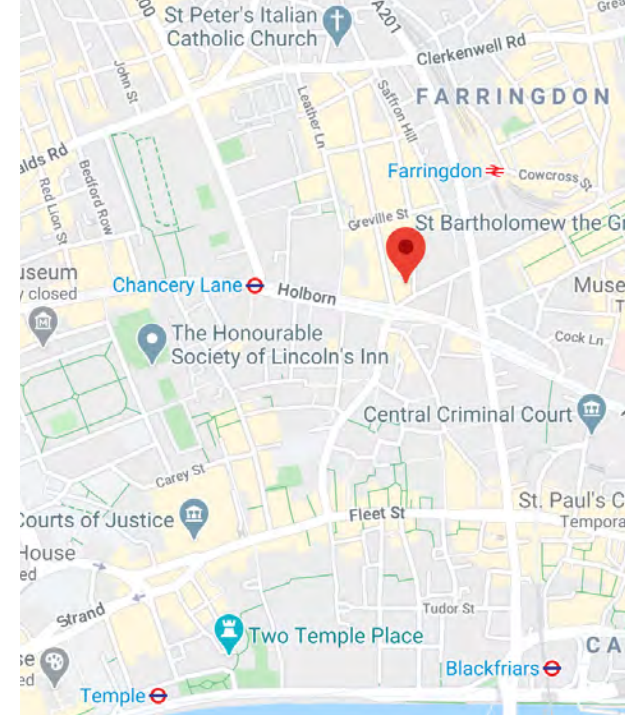 St Peter's Italian
Catholic Church
A201
Clerkenwell Rd
John St
Leather Ln
Saffron Hill
FARRINGDON
alds Rd
Bedford Row
Red Lion St
Farringdon
Cowcross St
Greville St
St Bartholomew the Gr
useum
y closed
Chancery Lane
Holborn
Muse
T
The Honourable
Society of Lincoln's Inn
Cock Ln
Central Criminal Court
Carey St
St. Paul's C
Tempora
Courts of Justice
Fleet St
House
ed
Strand
Tudor St
Two Temple Place
CA
se
ed
Blackfriars
Temple